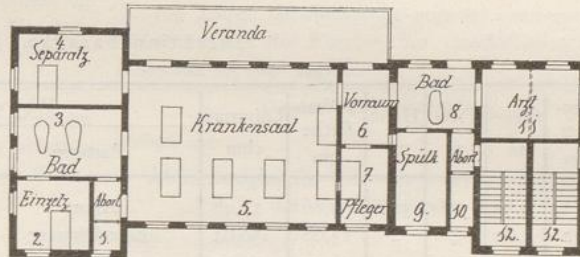 Veranda
4.
Separatz
3.
Bad
Einzelz
2.
Abort
1.
Krankensaal
5.
Vorraum
6.
7.
Pfleger
Bad
8
Spülk
9.
Abort
10
Arzt
11.
12.
12.